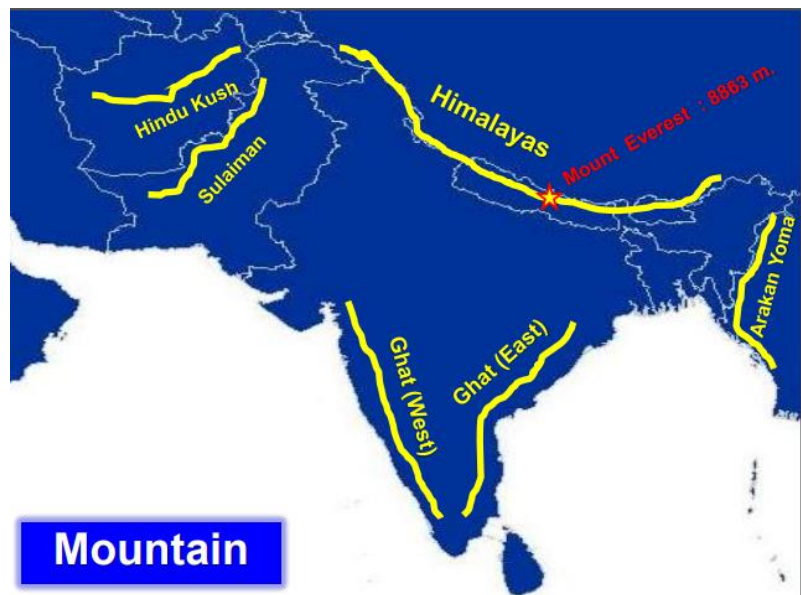 Hindu Kush
Sulaiman
Himalayas
Mount Everest : 8863 m.
Arakan Yoma
Ghat (West)
Ghat (East)
Mountain